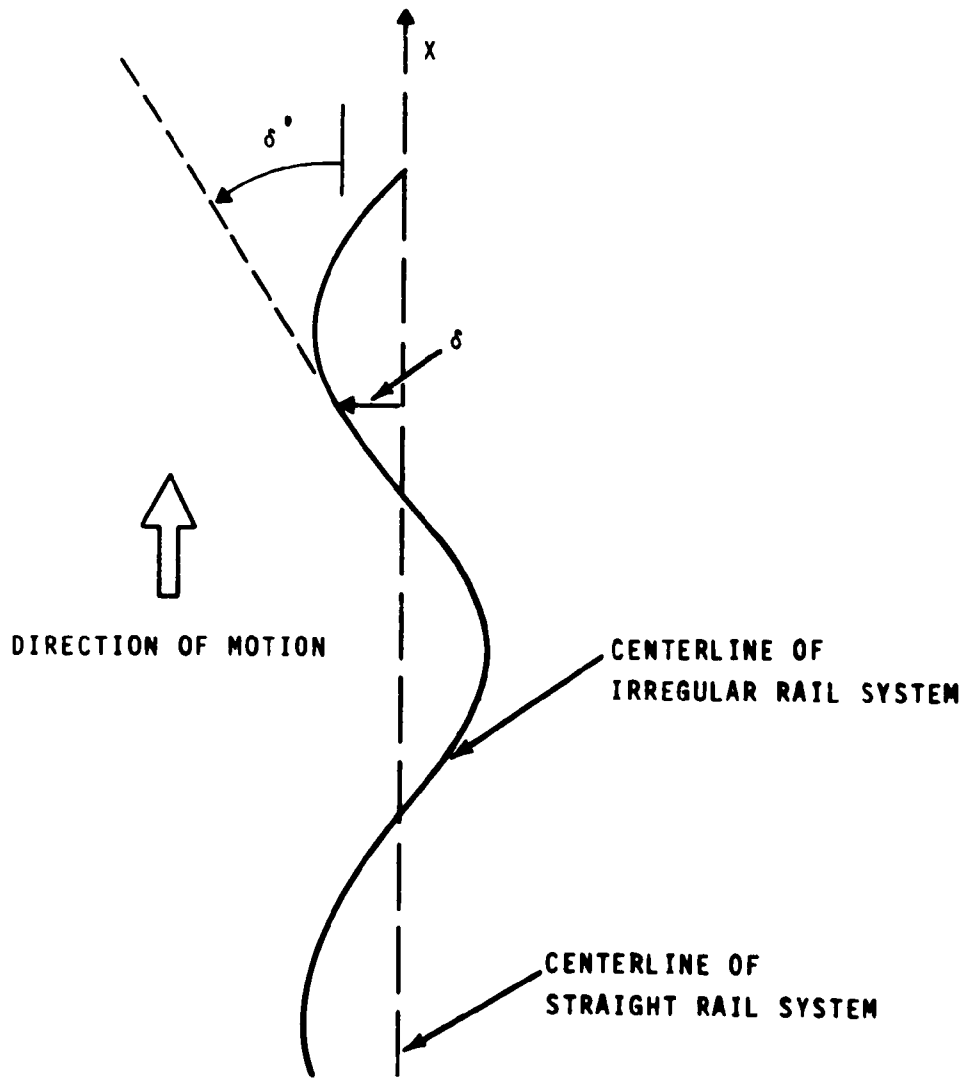 X
δ'
δ
DIRECTION OF MOTION
CENTERLINE OF
IRREGULAR RAIL SYSTEM
CENTERLINE OF
STRAIGHT RAIL SYSTEM